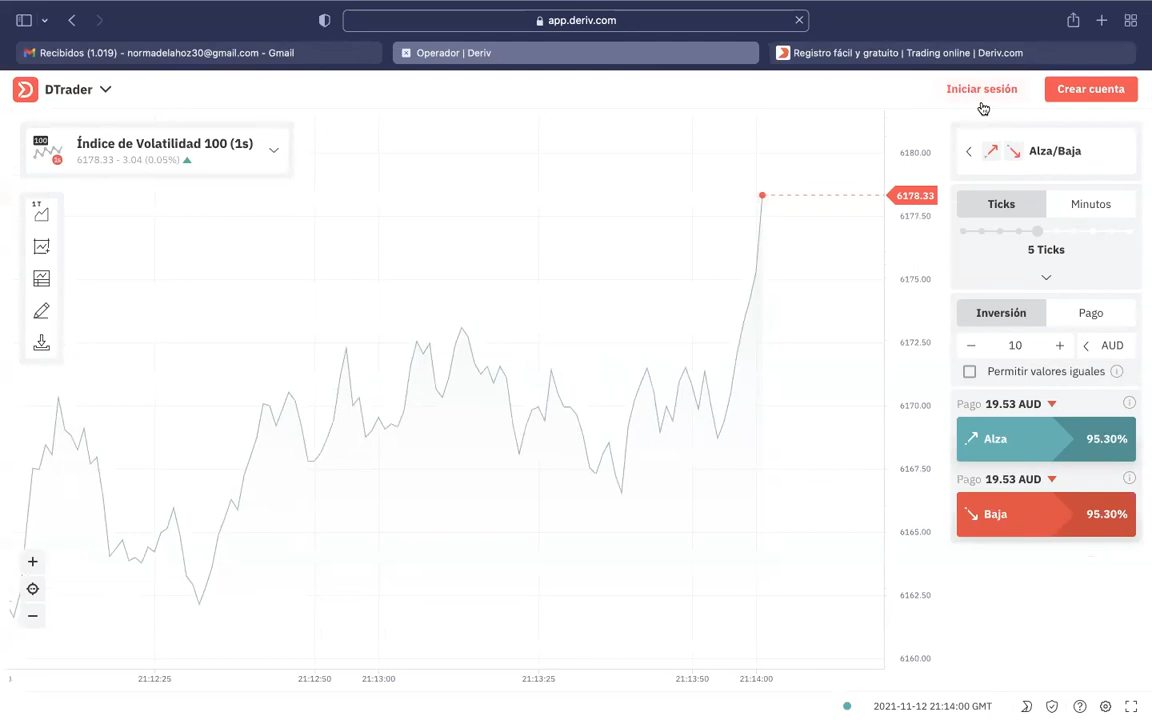 app.deriv.com
Recibidos (1.019) - normadelahoz30@gmail.com - Gmail
Operador | Deriv
Registro fácil y gratuito | Trading online | Deriv.com
DTrader
Iniciar sesión
Crear cuenta
100
1s
Índice de Volatilidad 100 (1s)
6178.33 - 3.04 (0.05%)
1T
6180.00
6178.33
6177.50
6175.00
6172.50
6170.00
6167.50
6165.00
6162.50
6160.00
Alza/Baja
Ticks
Minutos
5 Ticks
Inversión
Pago
− 10 +
AUD
Permitir valores iguales
Pago 19.53 AUD
Alza
95.30%
Pago 19.53 AUD
Baja
95.30%
+
−
21:12:25
21:12:50
21:13:00
21:13:25
21:13:50
21:14:00
2021-11-12 21:14:00 GMT